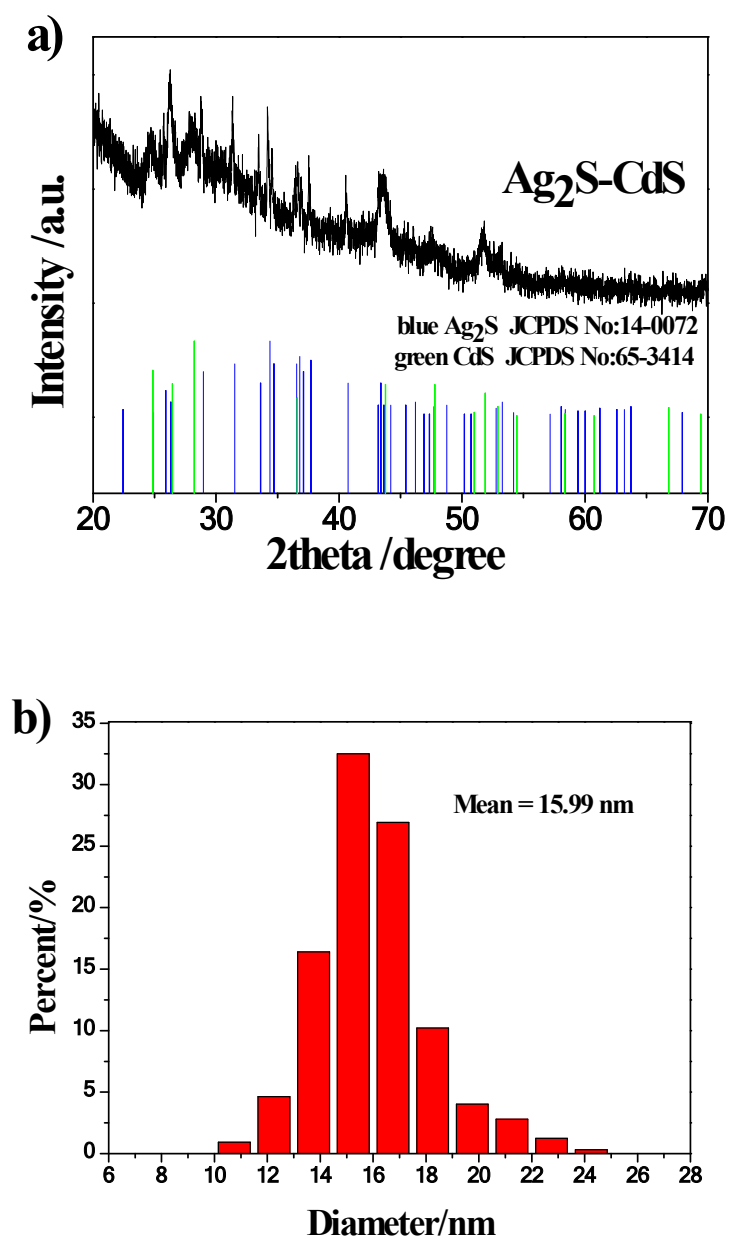 a)
Intensity /a.u.
Ag₂S-CdS
blue Ag₂S JCPDS No:14-0072
green CdS JCPDS No:65-3414
20 30 40 50 60 70
2theta /degree
b)
Percent/%
35
30
25
20
15
10
5
0
Mean = 15.99 nm
6 8 10 12 14 16 18 20 22 24 26 28
Diameter/nm